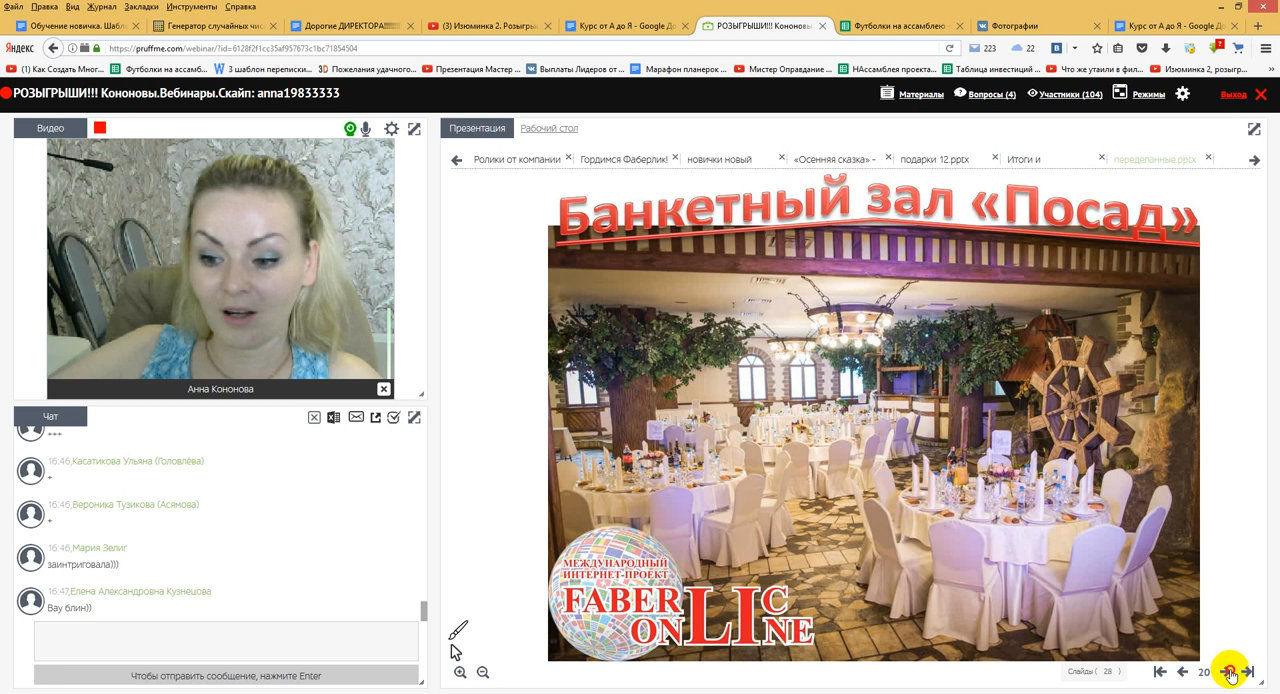 Файл Правка Вид Журнал Закладки Инструменты Справка
Обучение новичка. Шабл
Генератор случайных чис
Дорогие ДИРЕКТОРА!!!!
(3) Изюминка 2. Розыгры
Курс от А до Я - Google До
РОЗЫГРЫШИ!!! Кононовы
Футболки на ассамблею
Фотографии
Курс от А до Я - Google До
Яндекс
https://pruffme.com/webinar/?id=6128f2f1cc35af957673c1bc71854504
223
22
(1) Как Создать Мног...
Футболки на ассамб...
3 шаблон переписки...
Пожелания удачного...
Презентация Мастер ...
Выплаты Лидеров от ...
Марафон планерок ...
Мистер Оправдание ...
НАссамблея проекта...
Таблица инвестиций ...
Что же утаили в фил...
Изюминка 2, розыгр...
РОЗЫГРЫШИ!!! Кононовы.Вебинары.Скайп: anna19833333
Материалы
Вопросы (4)
Участники (104)
Режимы
Выход
Видео
Презентация
Рабочий стол
Ролики от компании
Гордимся Фаберлик!
новички новый
«Осенняя сказка» -
подарки 12.pptx
Итоги и
переделанные.pptx
Банкетный зал «Посад»
Анна Кононова
Чат
+++
16:46,Касатикова Ульяна (Головлёва)
+
16:46,Вероника Тузикова (Асямова)
+
16:46,Мария Зелиг
заинтриговала)))
16:47,Елена Александровна Кузнецова
Вау блин))
Чтобы отправить сообщение, нажмите Enter
МЕЖДУНАРОДНЫЙ
ИНТЕРНЕТ-ПРОЕКТ
FABERLIC
ONLINE
Слайды ( 28 )
20